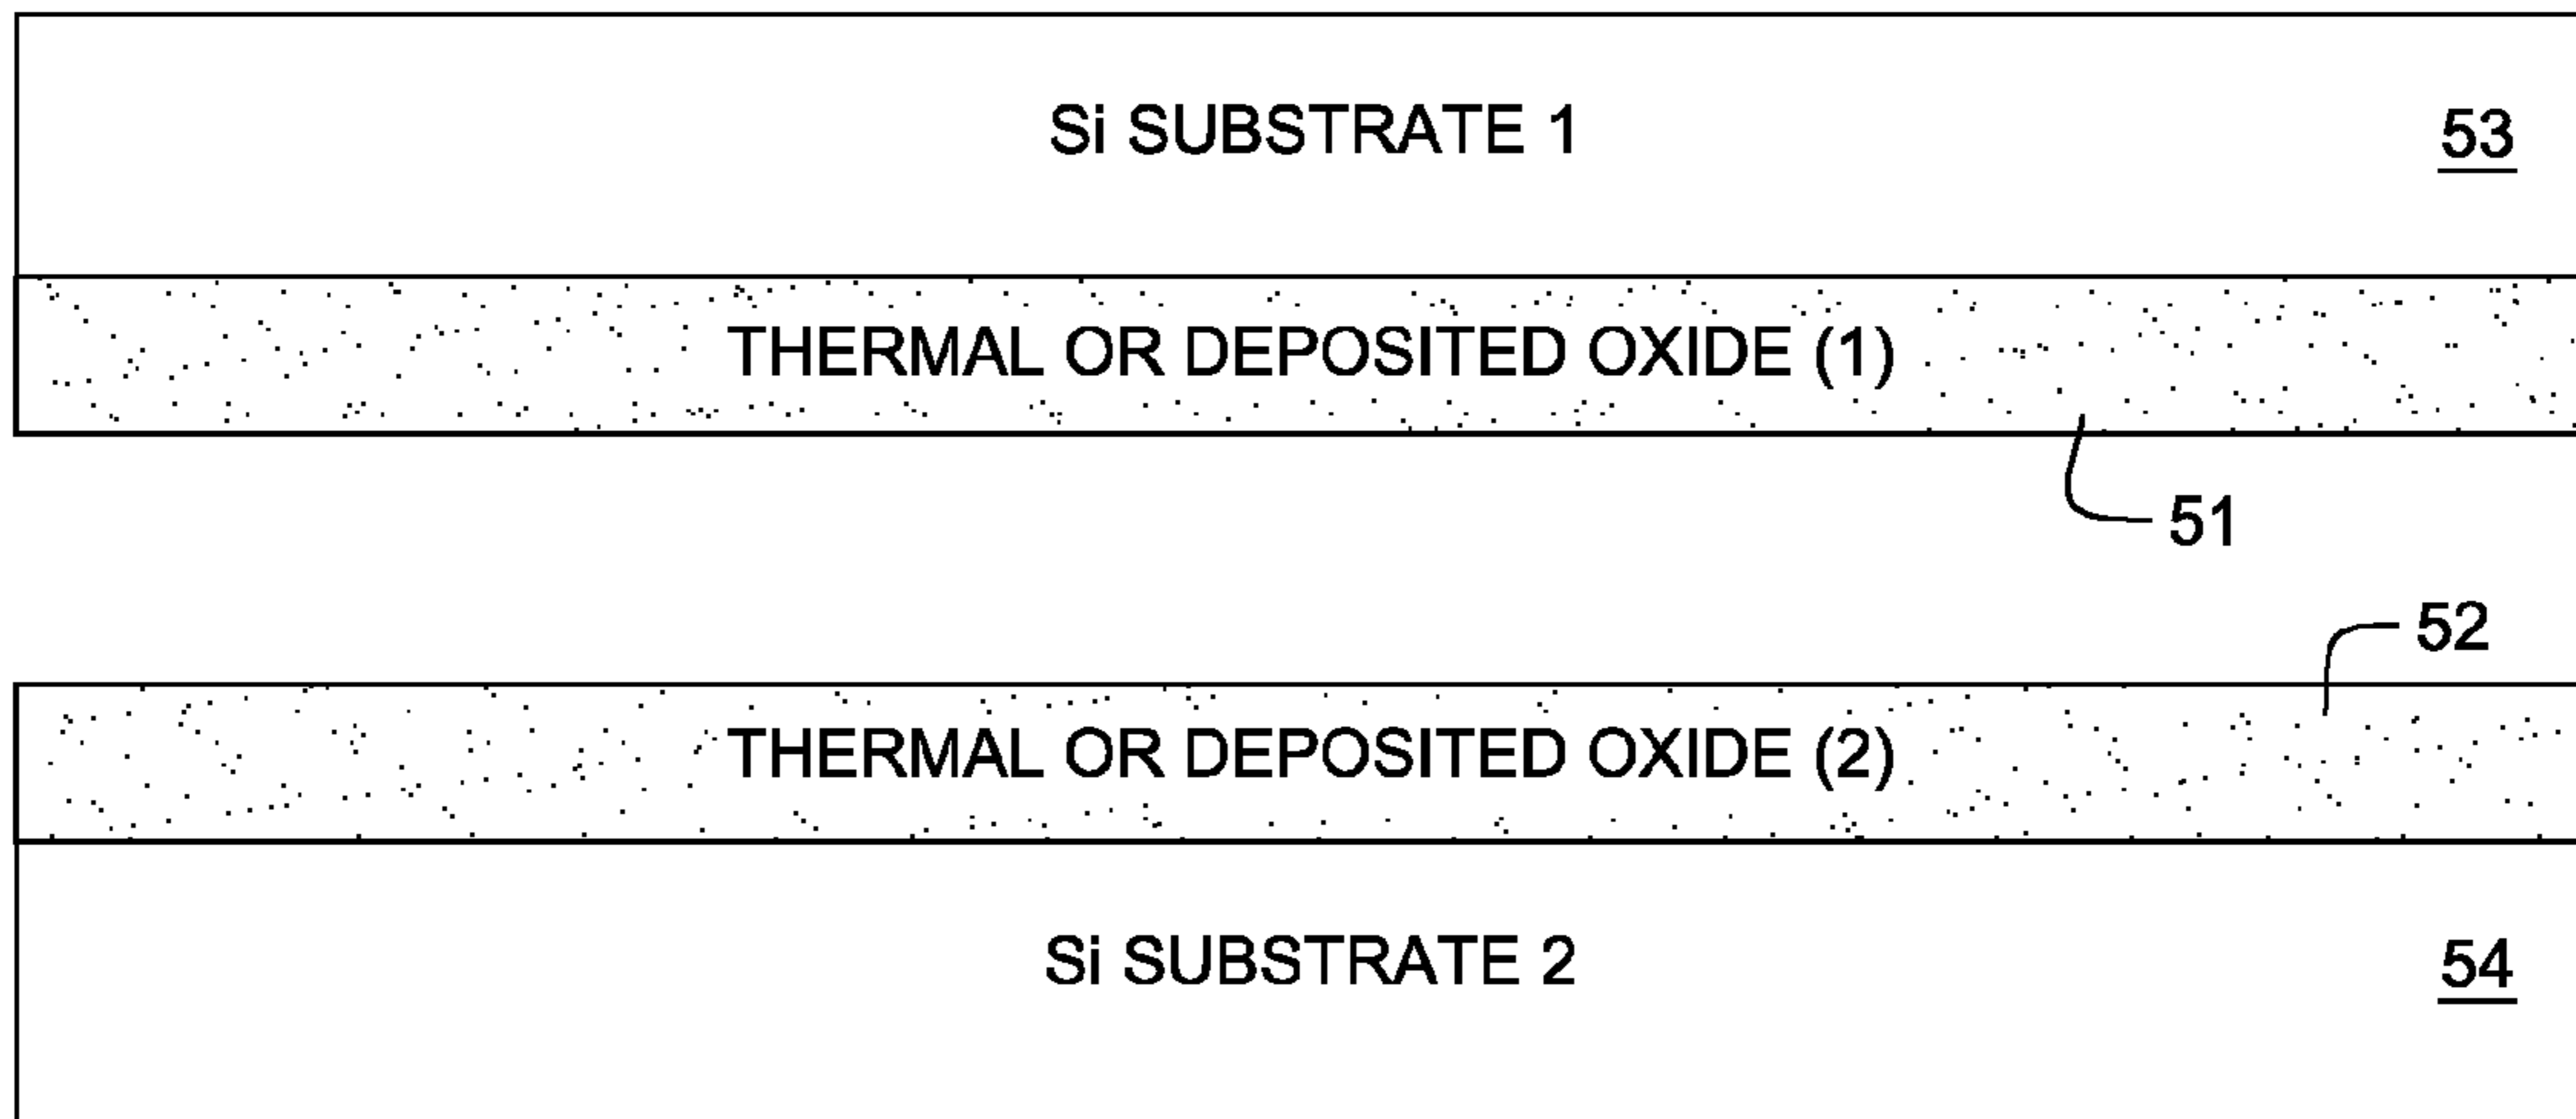 Si SUBSTRATE 1 53
THERMAL OR DEPOSITED OXIDE (1)
51
52
THERMAL OR DEPOSITED OXIDE (2)
Si SUBSTRATE 2 54